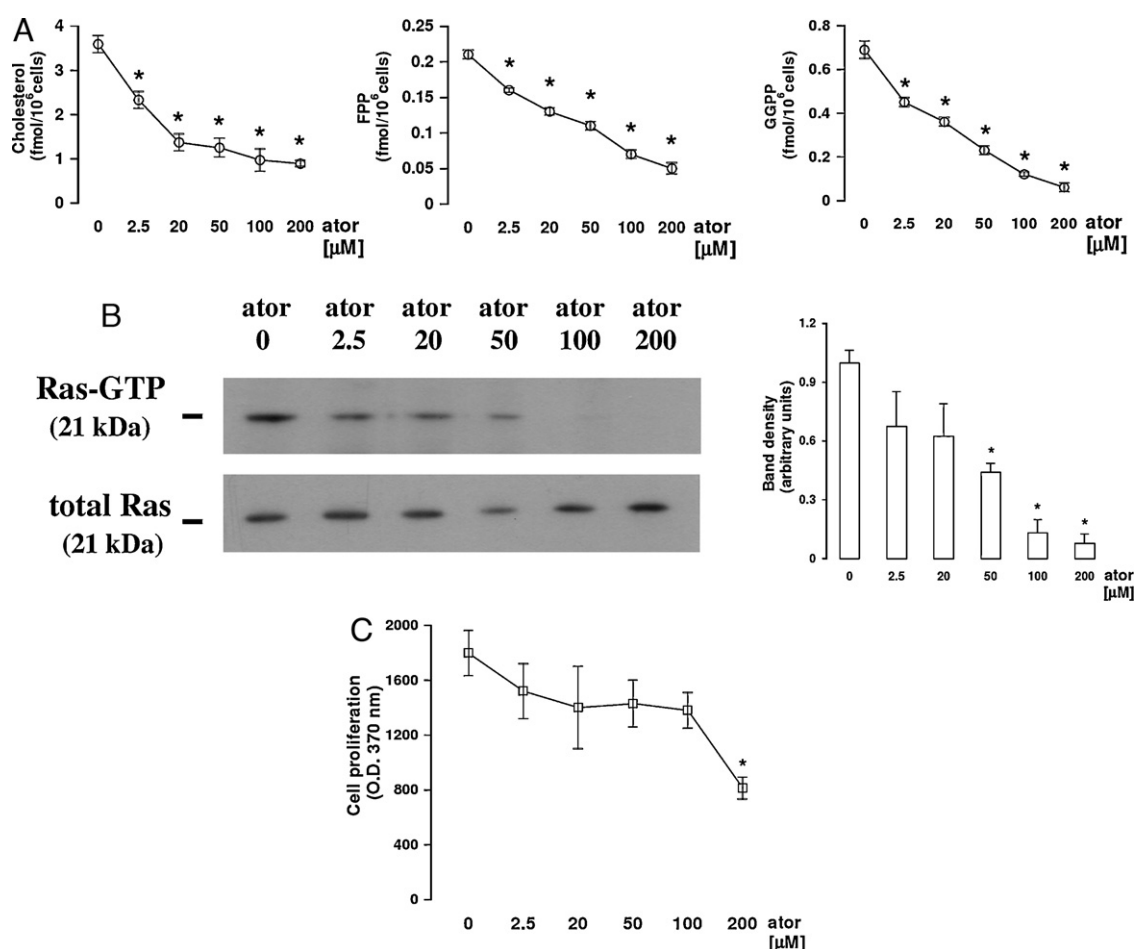 A
Cholesterol
(fmol/10⁶cells)
4
3
2
1
0
* * * * *
0 2.5 20 50 100 200 ator
[µM]
FPP
(fmol/10⁶cells)
0.25
0.2
0.15
0.1
0.05
0
* * * * *
0 2.5 20 50 100 200 ator
[µM]
GGPP
(fmol/10⁶cells)
0.8
0.6
0.4
0.2
0
* * * * *
0 2.5 20 50 100 200 ator
[µM]
B
ator ator ator ator ator ator
0 2.5 20 50 100 200
Ras-GTP
(21 kDa)
total Ras
(21 kDa)
Band density
(arbitrary units)
1.2
0.9
0.6
0.3
0
* * *
0 2.5 20 50 100 200 ator
[µM]
C
Cell proliferation
(O.D. 370 nm)
2000
1600
1200
800
400
0
*
0 2.5 20 50 100 200 ator
[µM]